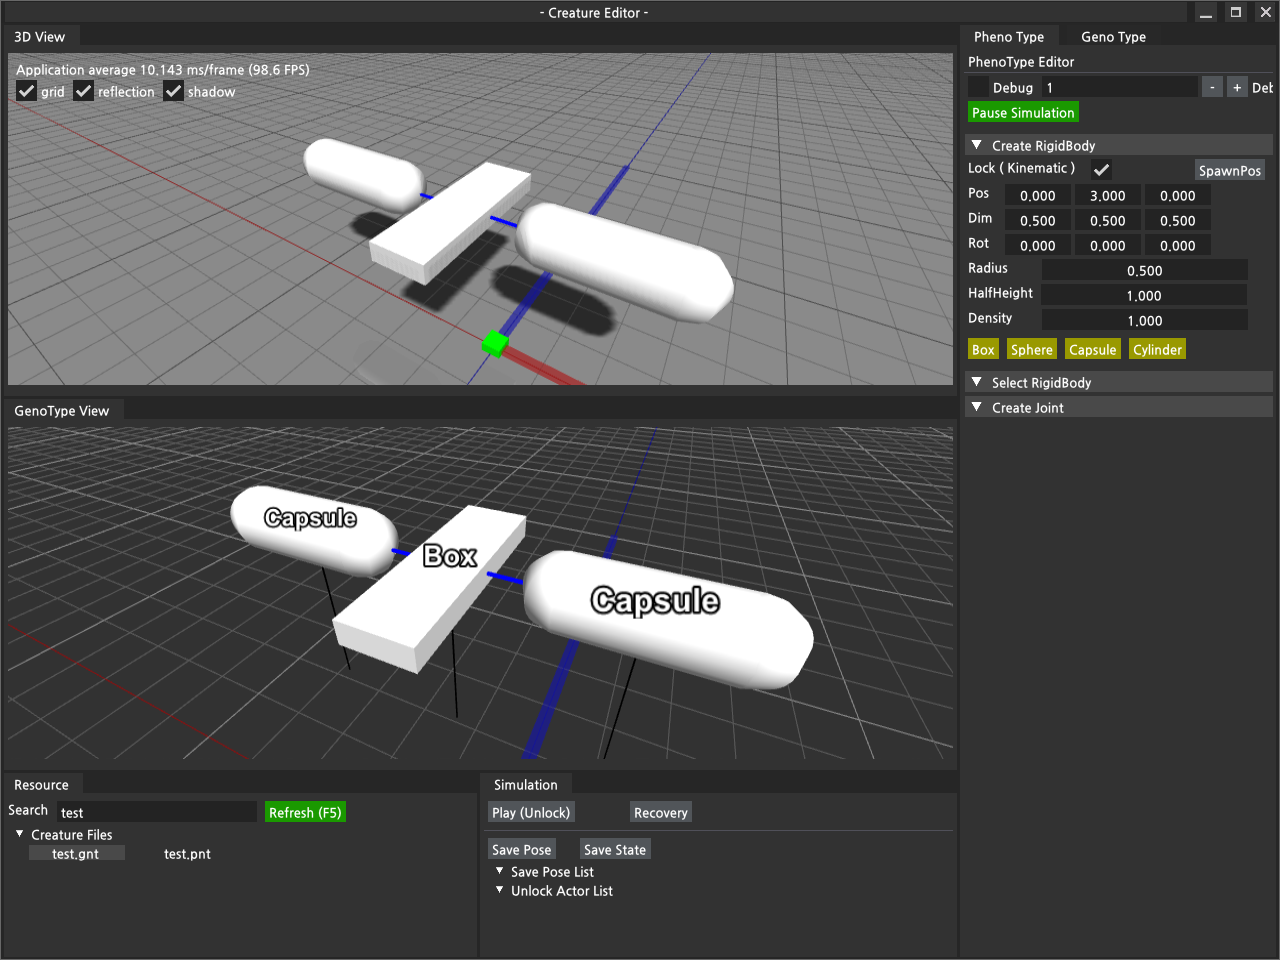 - Creature Editor -
3D View
Application average 10.143 ms/frame (98.6 FPS)
grid reflection shadow
GenoType View
Capsule
Box
Capsule
Resource
Search test Refresh (F5)
Creature Files
test.gnt test.pnt
Simulation
Play (Unlock) Recovery
Save Pose Save State
Save Pose List
Unlock Actor List
Pheno Type Geno Type
PhenoType Editor
Debug 1 - + Det
Pause Simulation
Create RigidBody
Lock ( Kinematic ) SpawnPos
Pos 0.000 3.000 0.000
Dim 0.500 0.500 0.500
Rot 0.000 0.000 0.000
Radius 0.500
HalfHeight 1.000
Density 1.000
Box Sphere Capsule Cylinder
Select RigidBody
Create Joint